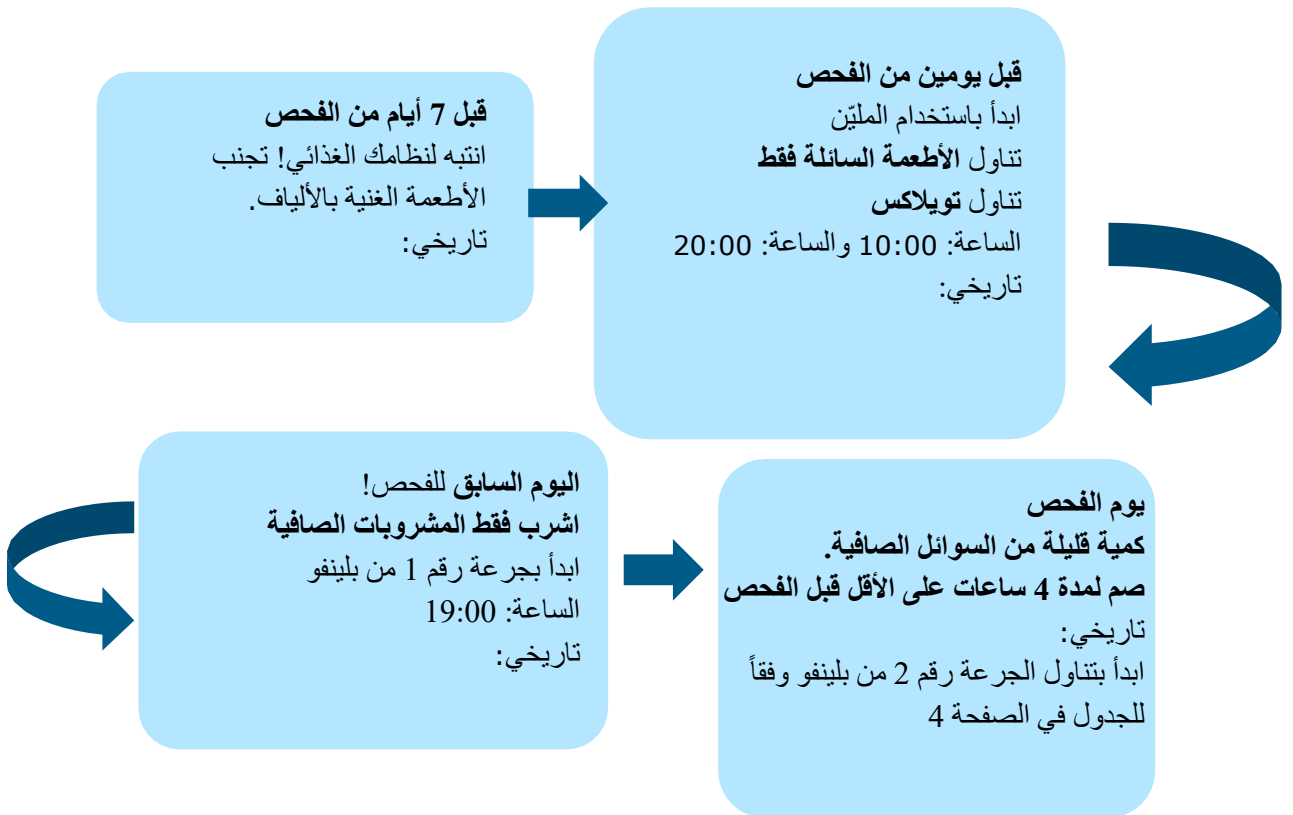 قبل 7 أيام من الفحص
انتبه لنظامك الغذائي! تجنب
الأطعمة الغنية بالألياف.
تاريخي:
قبل يومين من الفحص
ابدأ باستخدام المليّن
تناول الأطعمة السائلة فقط
تناول تويلاكس
الساعة: 10:00 والساعة: 20:00
تاريخي:
اليوم السابق للفحص!
اشرب فقط المشروبات الصافية
ابدأ بجرعة رقم 1 من بلينفو
الساعة: 19:00
تاريخي:
يوم الفحص
كمية قليلة من السوائل الصافية.
صم لمدة 4 ساعات على الأقل قبل الفحص
تاريخي:
ابدأ بتناول الجرعة رقم 2 من بلينفو وفقاً
للجدول في الصفحة 4